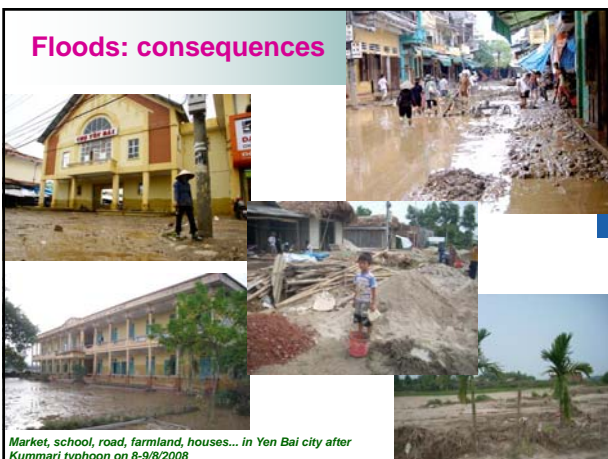 Floods: consequences
CHỢ YÊN BÁI
Market, school, road, farmland, houses... in Yen Bai city after
Kummari typhoon on 8-9/8/2008